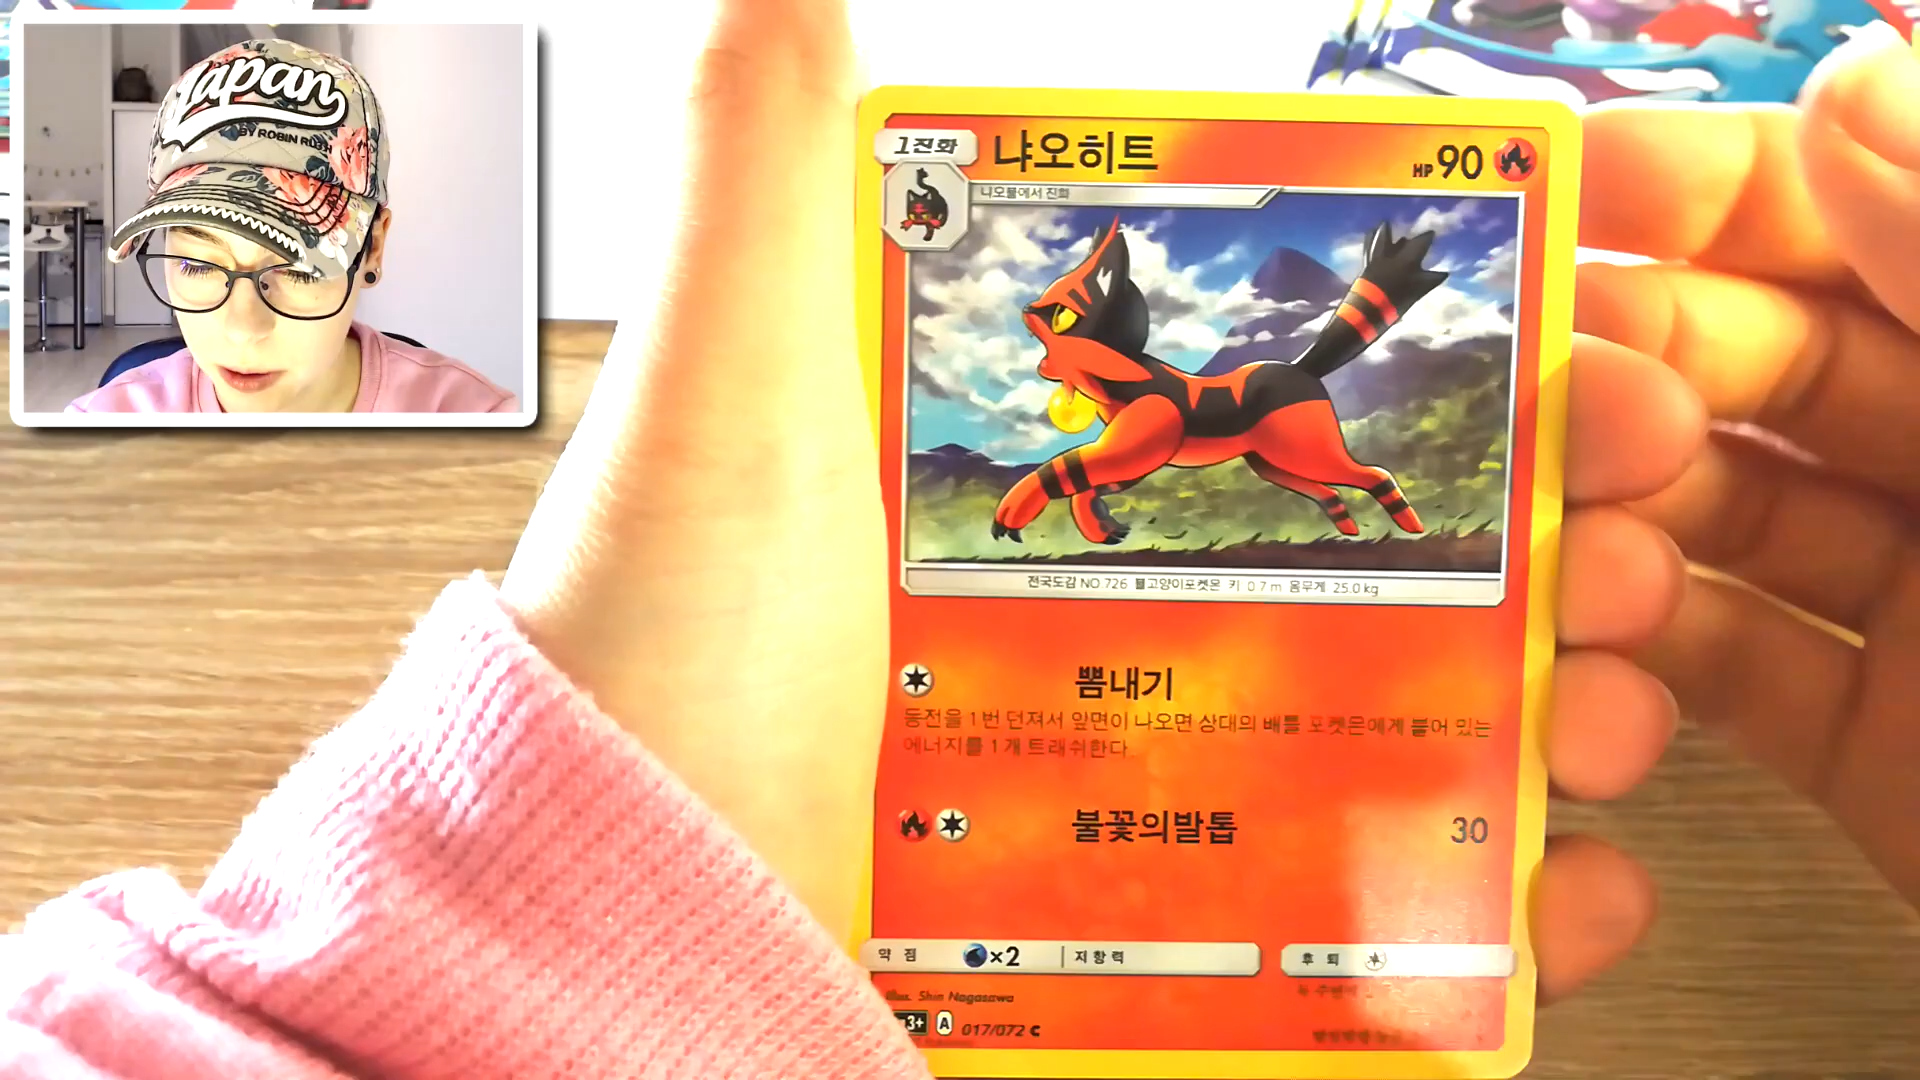 Japan
BY ROBIN RUTH
1진화
냐오히트
HP 90
냐오불에서 진화
전국도감 NO.726 불고양이포켓몬 키 0.7m 몸무게 25.0kg
뽐내기
동전을 1번 던져서 앞면이 나오면 상대의 배틀 포켓몬에게 붙어 있는
에너지를 1개 트래쉬한다.
불꽃의발톱 30
약점 ×2 저항력 후퇴
Illus. Shin Nagasawa
3+ A 017/072 C